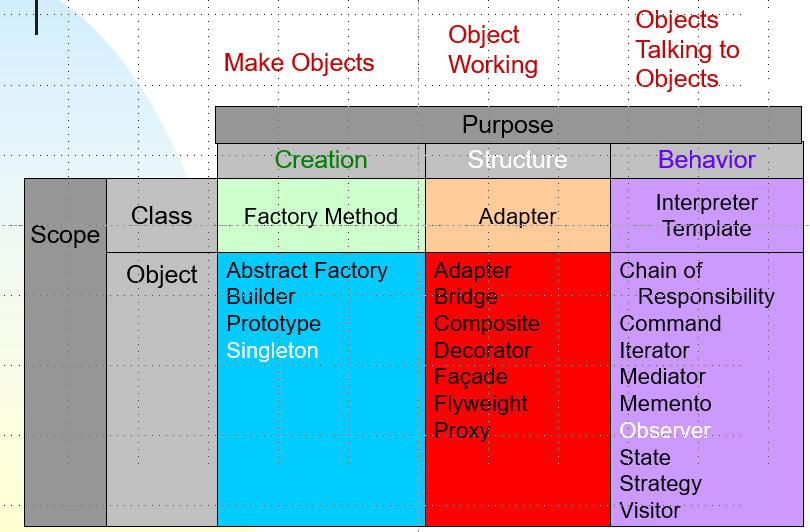 Make Objects
Object
Working
Objects
Talking to
Objects
Purpose
Creation
Structure
Behavior
Scope
Class
Factory Method
Adapter
Interpreter
Template
Object
Abstract Factory
Builder
Prototype
Singleton
Adapter
Bridge
Composite
Decorator
Façade
Flyweight
Proxy
Chain of
Responsibility
Command
Iterator
Mediator
Memento
Observer
State
Strategy
Visitor